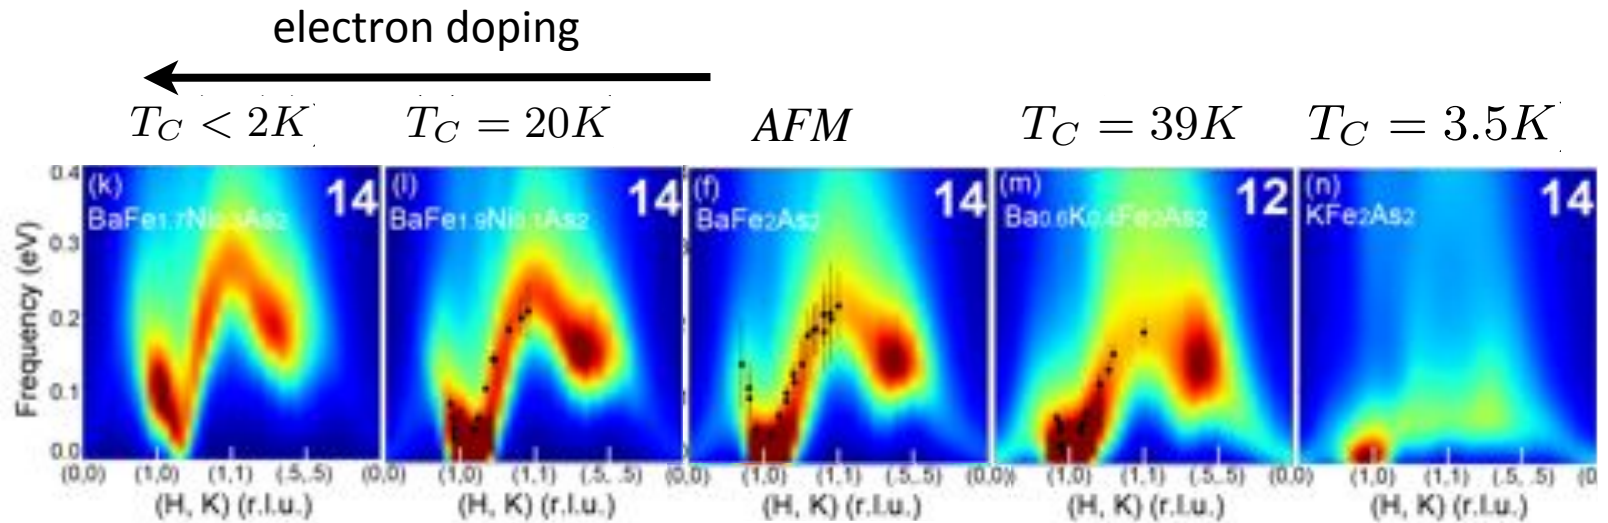 electron doping
T_C < 2K
T_C = 20K
AFM
T_C = 39K
T_C = 3.5K
(k) 14
BaFe1.7Ni0.3As2
(l) 14
BaFe1.9Ni0.1As2
(f) 14
BaFe2As2
(m) 12
Ba0.6K0.4Fe2As2
(n) 14
KFe2As2
Frequency (eV)
0.4
0.3
0.2
0.1
0.0
(0,0) (1,0) (1,1) (.5,.5) (0,0) (1,0) (1,1) (.5,.5) (0,0) (1,0) (1,1) (.5,.5) (0,0) (1,0) (1,1) (.5,.5) (0,0) (1,0) (1,1) (.5,.5)
(H, K) (r.l.u.) (H, K) (r.l.u.) (H, K) (r.l.u.) (H, K) (r.l.u.) (H, K) (r.l.u.)